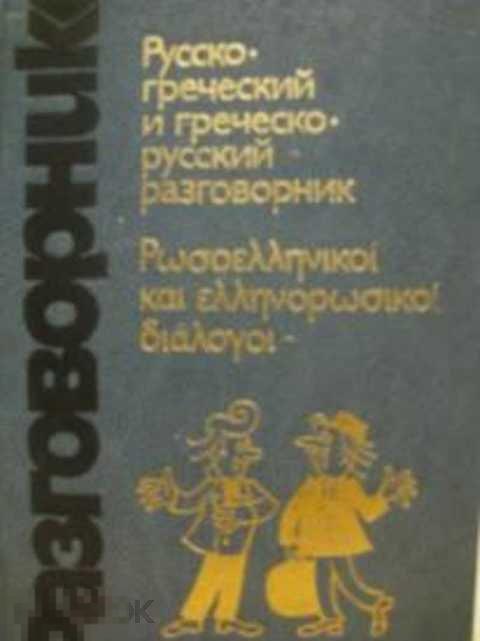 Разговорник
Русско-
греческий
и греческо-
русский
разговорник
Ρωσοελληνικοί
και ελληνορωσικοί
διάλογοι